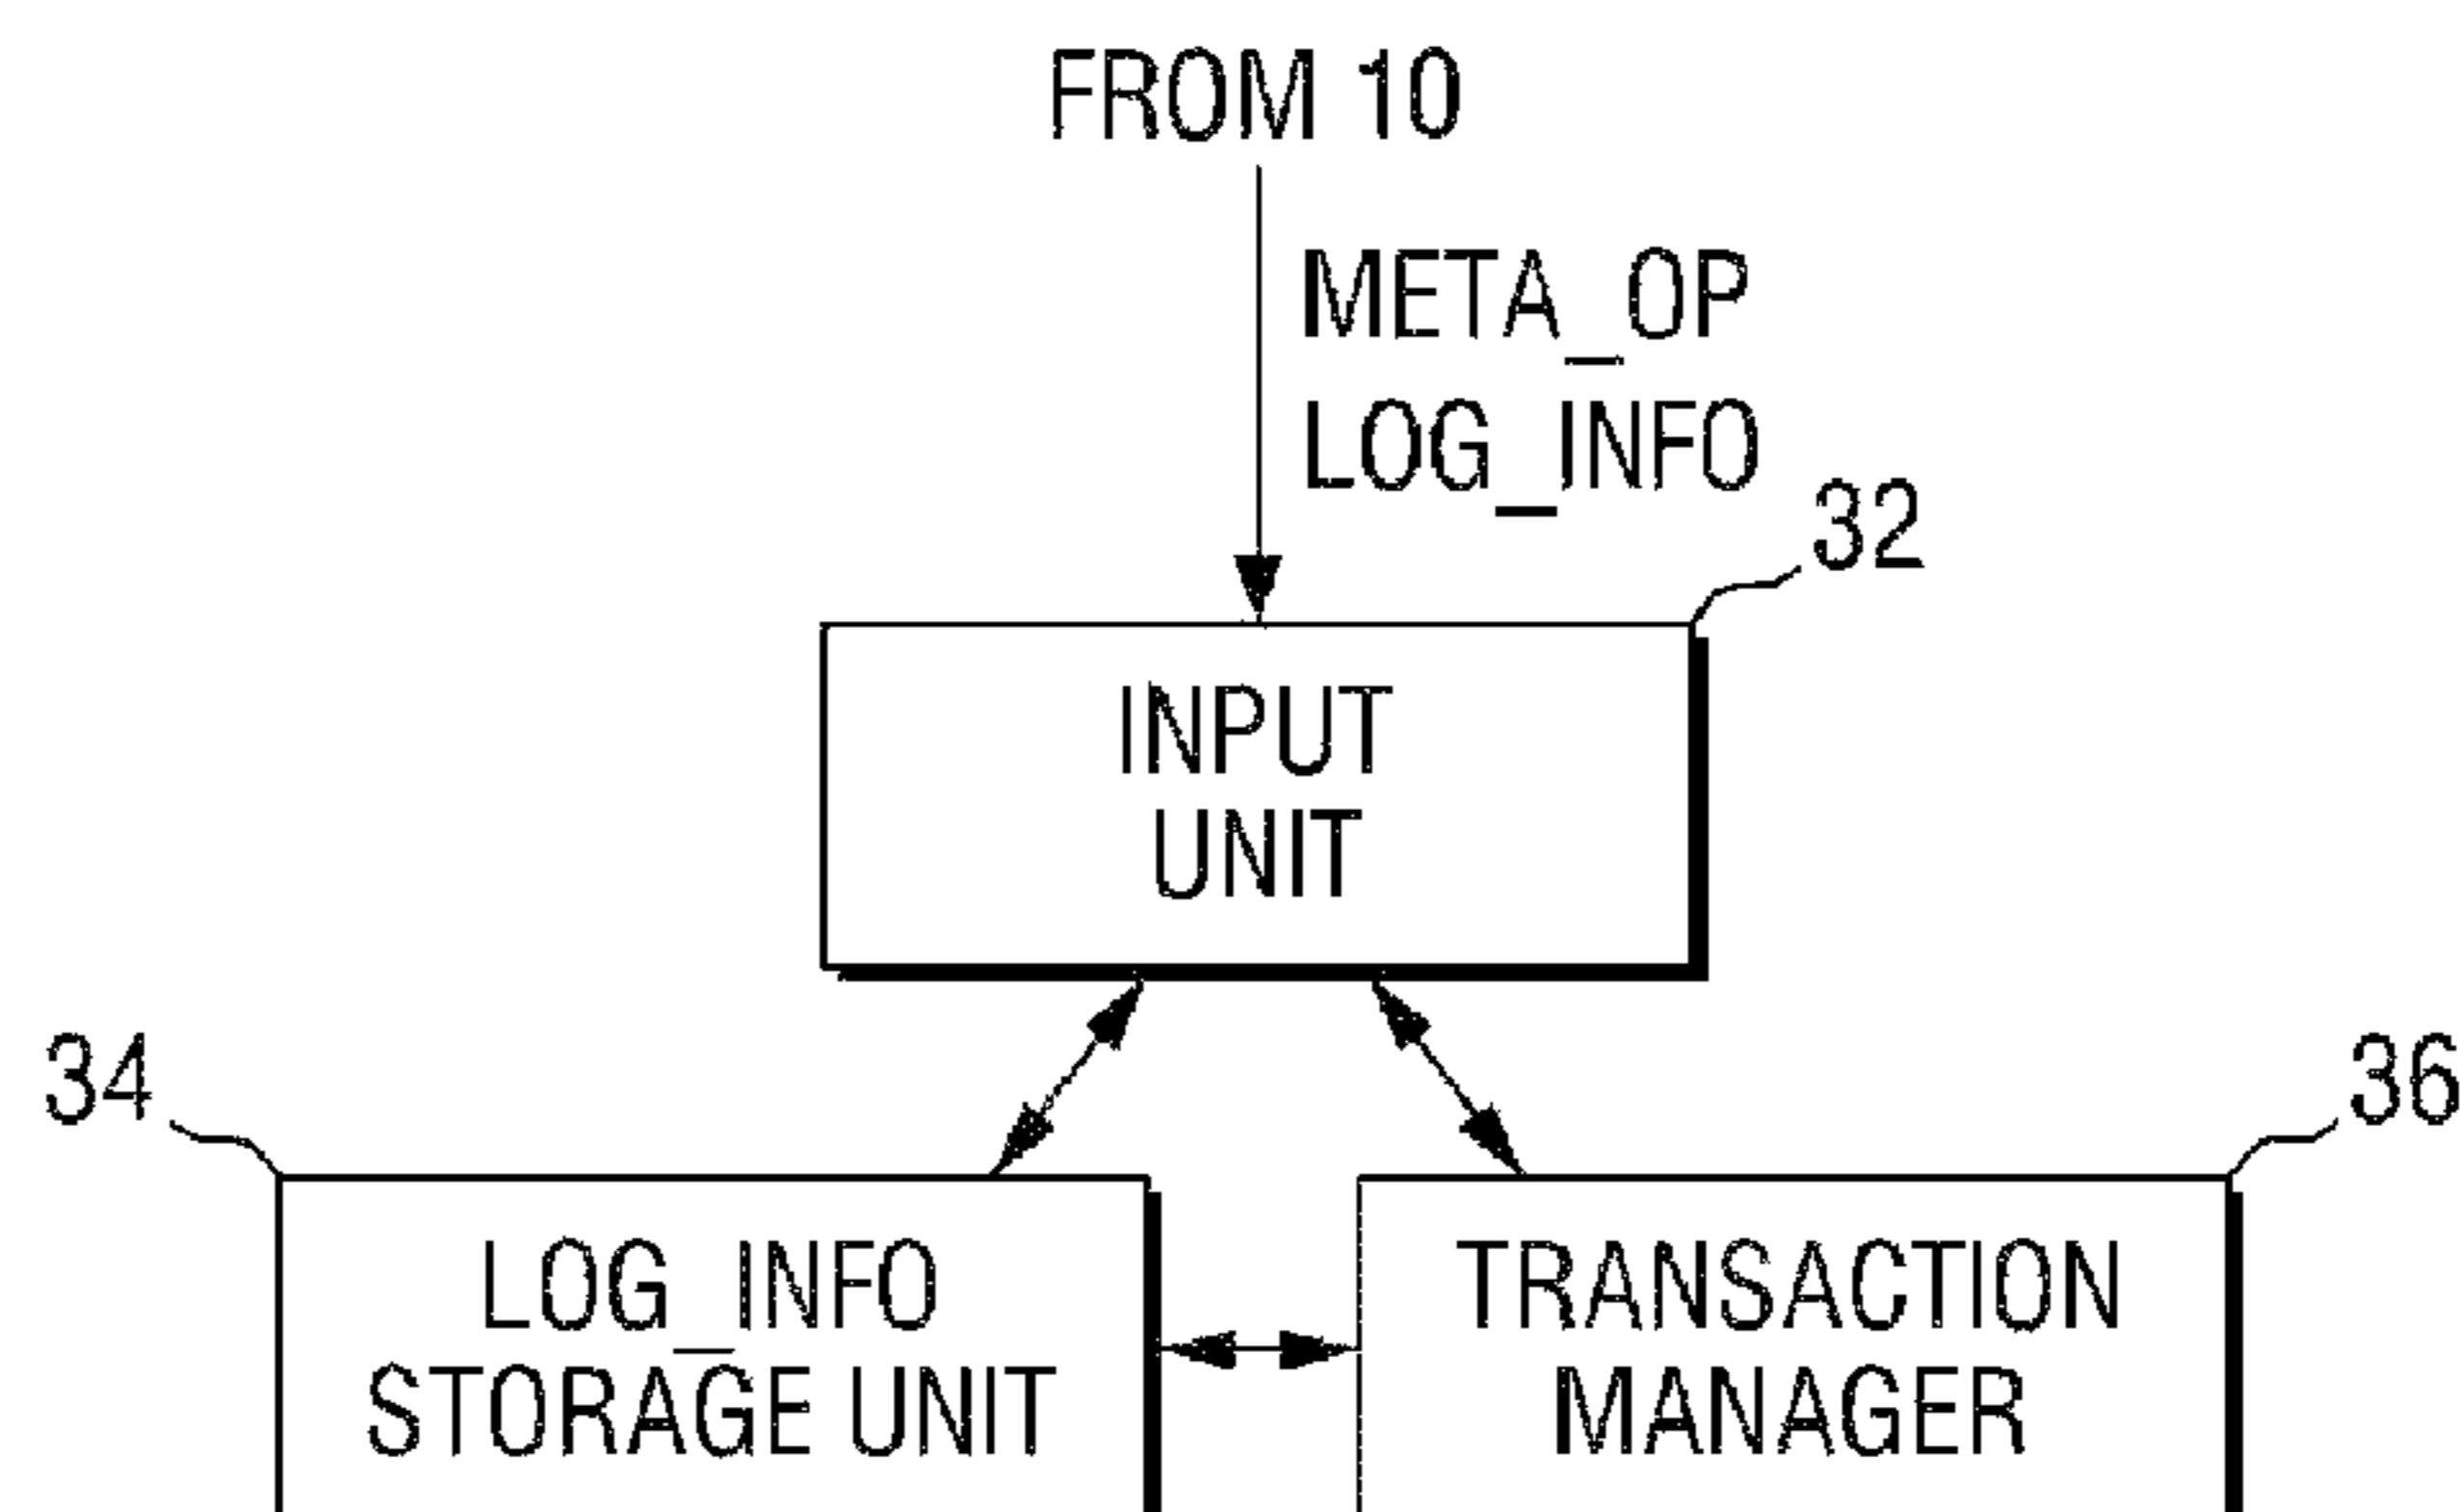 FROM 10
META_OP
LOG_INFO
32
INPUT
UNIT
34
36
LOG_INFO
STORAGE UNIT
TRANSACTION
MANAGER